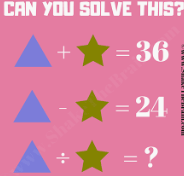 CAN YOU SOLVE THIS?
+ = 36
- = 24
÷ = ?